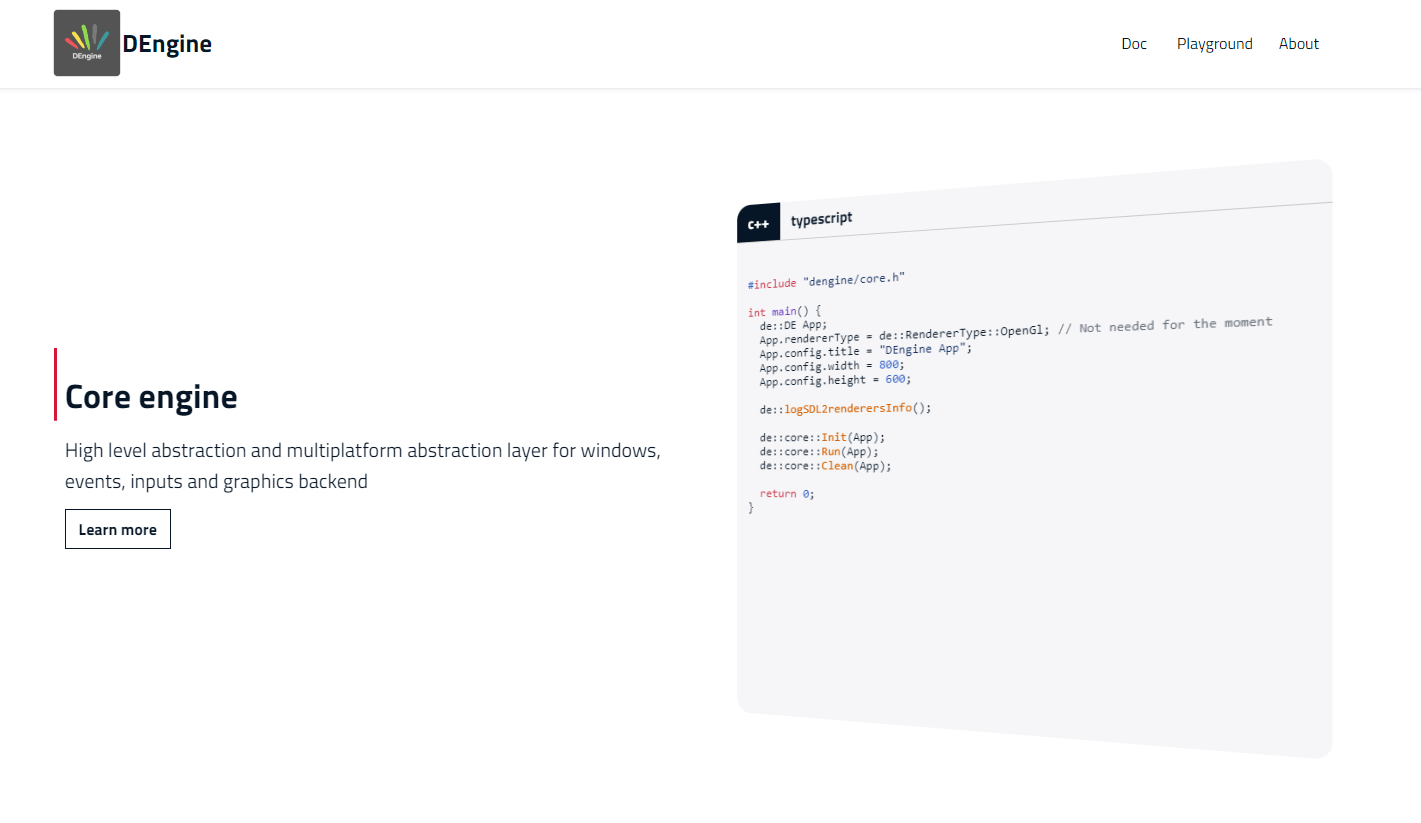 DEngine
DEngine
Doc Playground About
c++ typescript
#include "dengine/core.h"
int main() {
  de::DE App;
  App.rendererType = de::RendererType::OpenGl; // Not needed for the moment
  App.config.title = "DEngine App";
  App.config.width = 800;
  App.config.height = 600;
  de::logSDL2renderersInfo();
  de::core::Init(App);
  de::core::Run(App);
  de::core::Clean(App);
  return 0;
}
Core engine
High level abstraction and multiplatform abstraction layer for windows,
events, inputs and graphics backend
Learn more